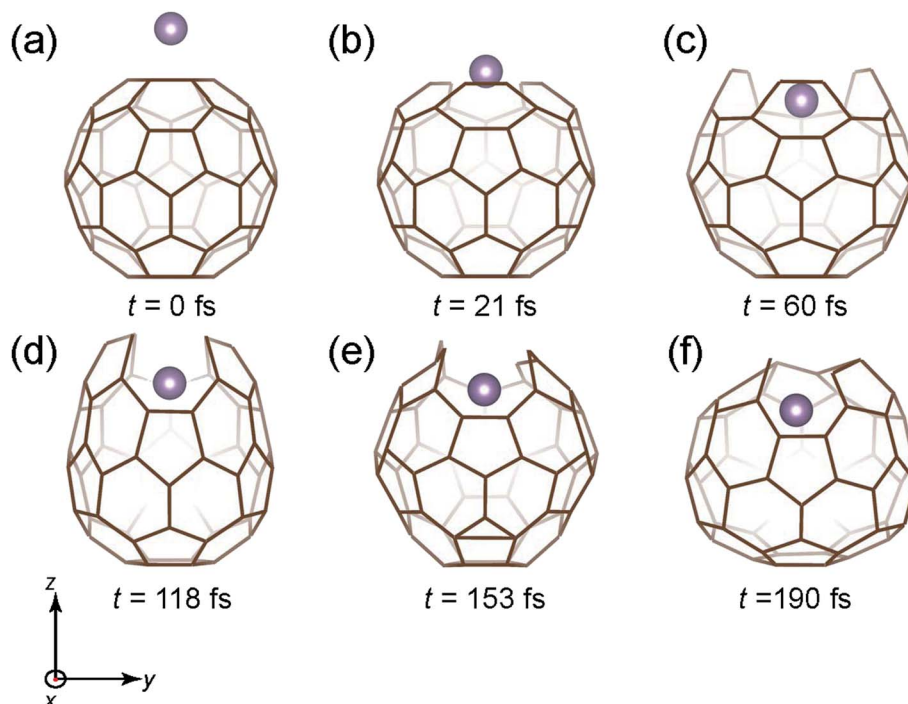 (a)
(b)
(c)
t = 0 fs
t = 21 fs
t = 60 fs
(d)
(e)
(f)
t = 118 fs
t = 153 fs
t =190 fs
z
y
x